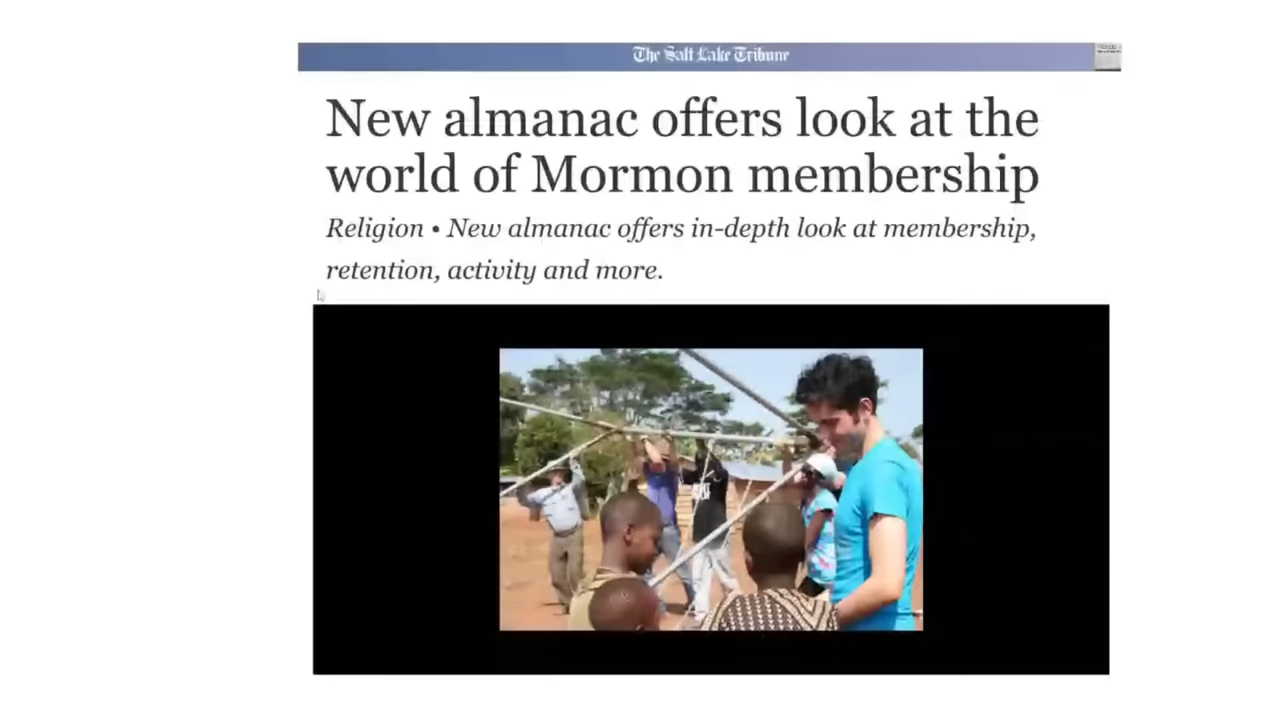 The Salt Lake Tribune
New almanac offers look at the
world of Mormon membership
Religion • New almanac offers in-depth look at membership,
retention, activity and more.